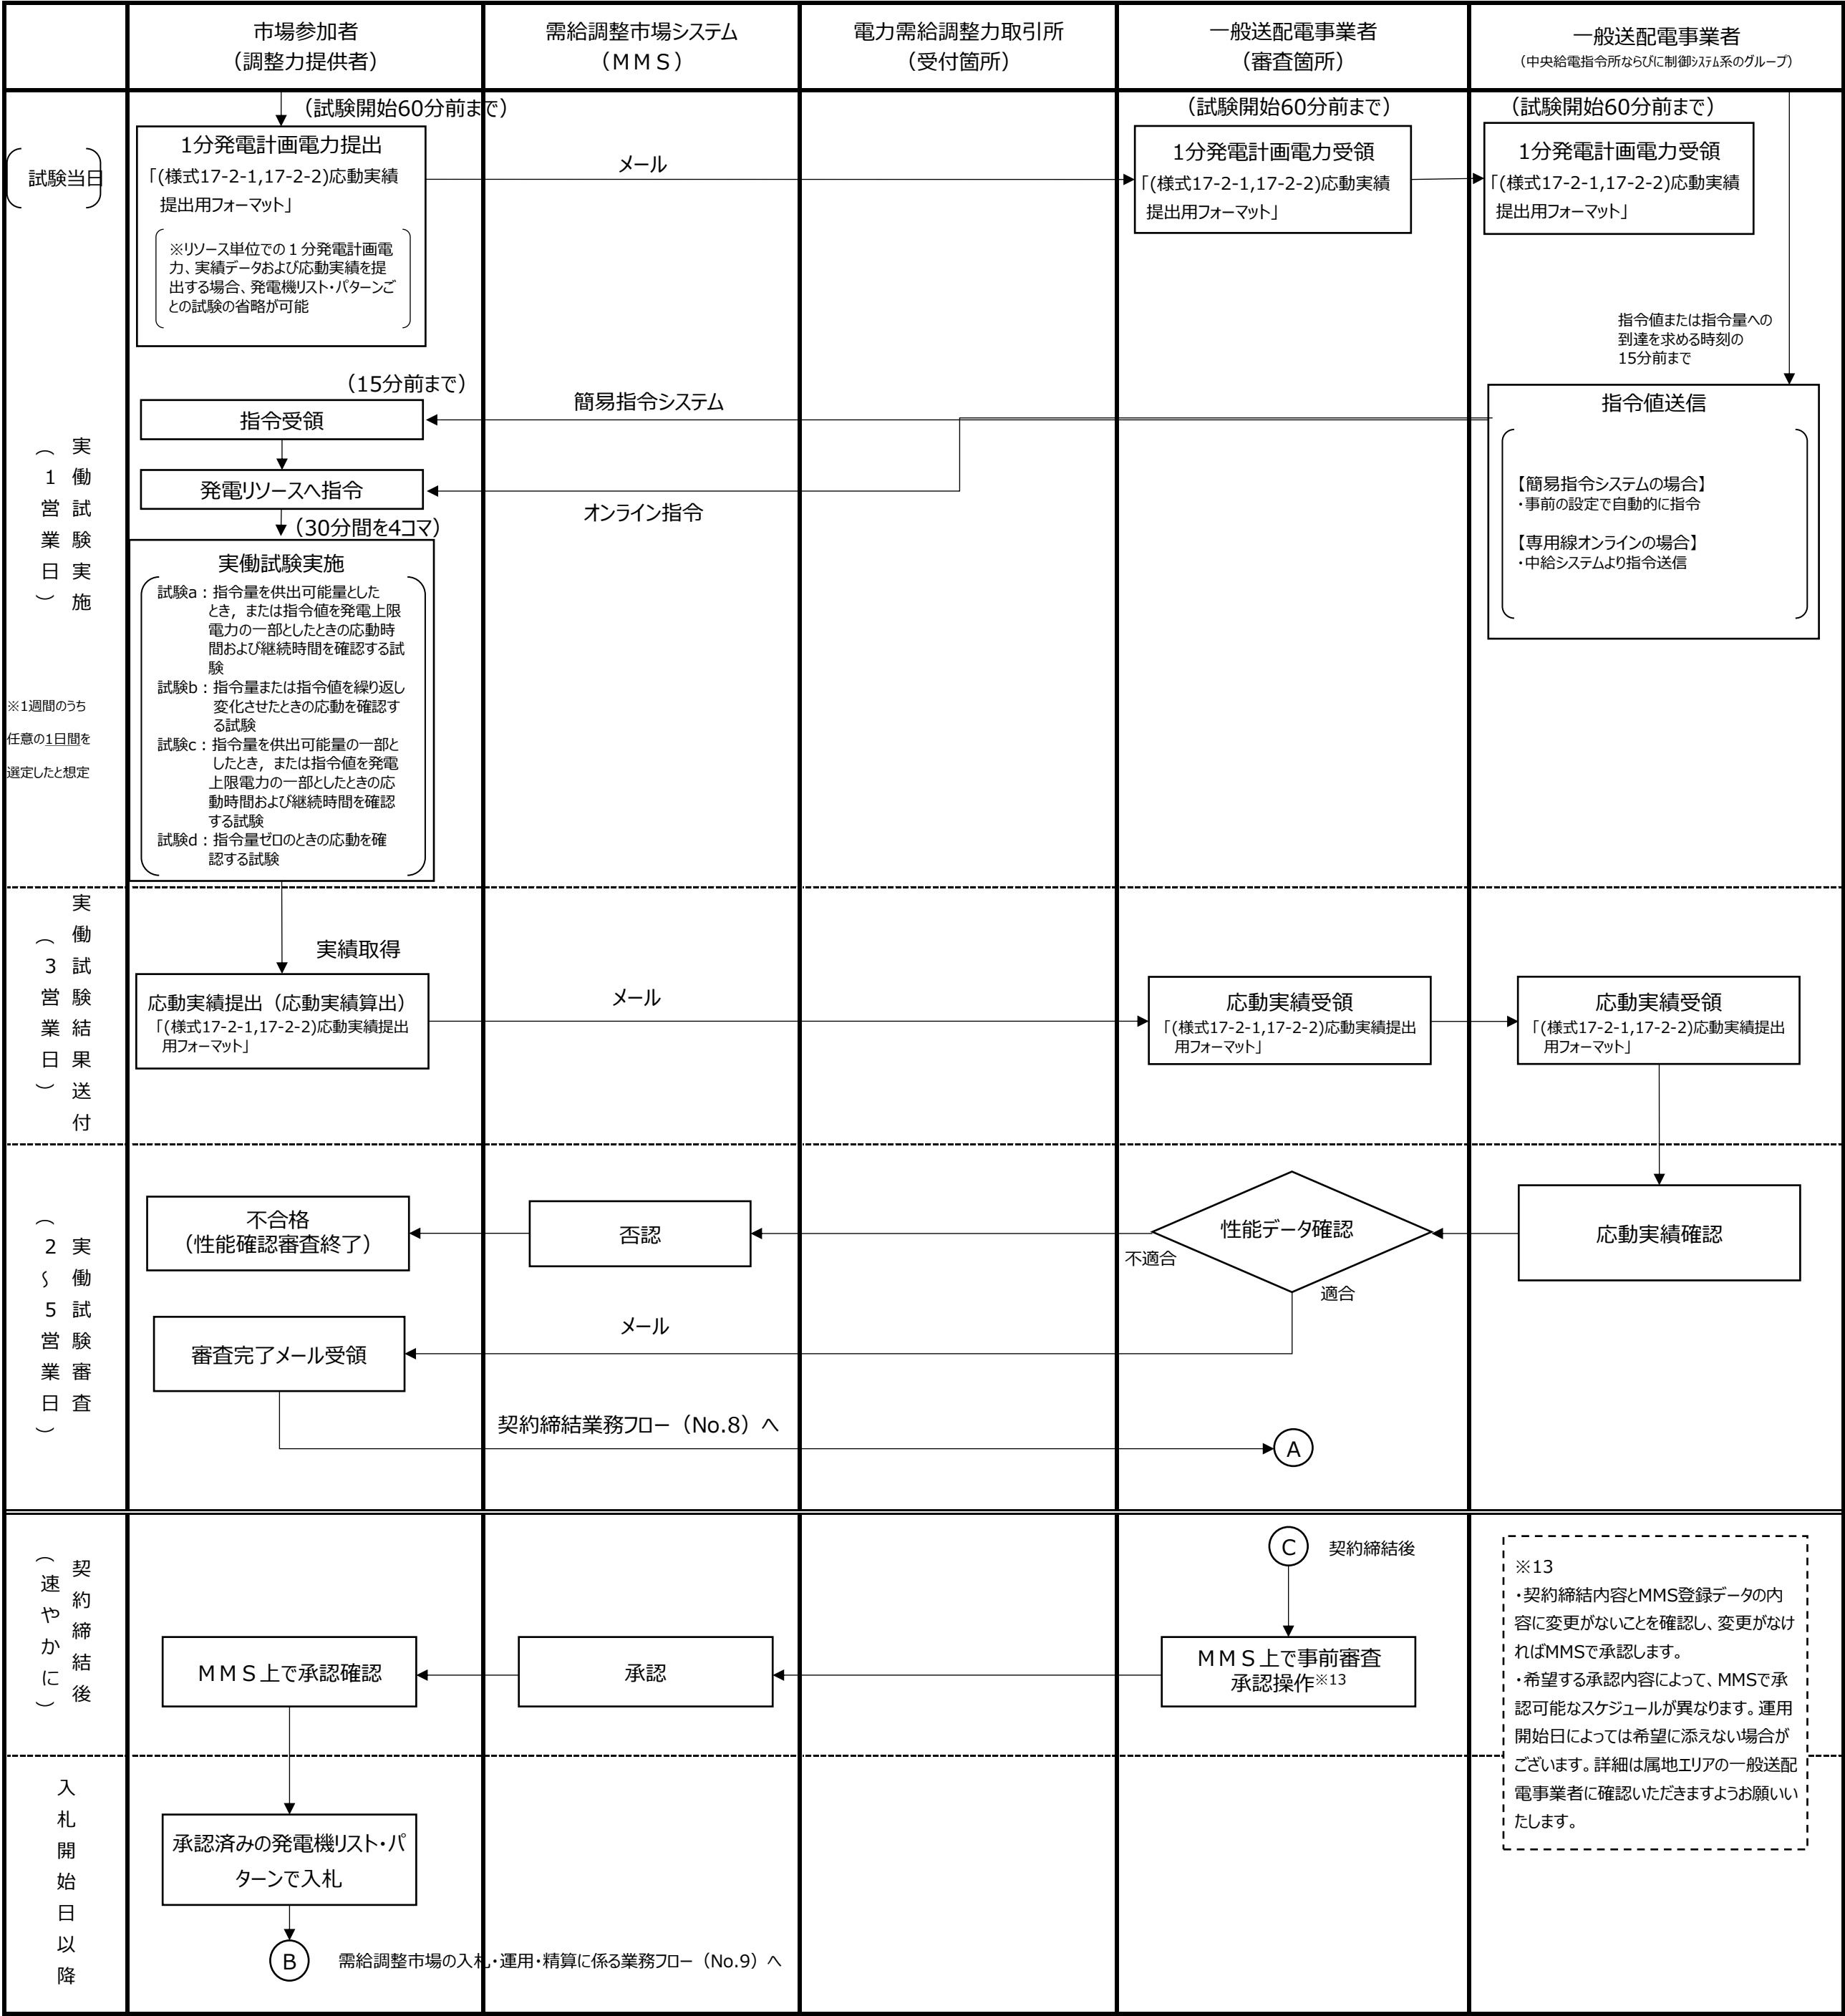 市場参加者
（調整力提供者）
需給調整市場システム
（ＭＭＳ）
電力需給調整力取引所
（受付箇所）
一般送配電事業者
（審査箇所）
一般送配電事業者
（中央給電指令所ならびに制御ｼｽﾃﾑ系のグループ）
試験当日
（試験開始60分前まで）
1分発電計画電力提出
「(様式17-2-1,17-2-2)応動実績
提出用フォーマット」
※リソース単位での１分発電計画電
力、実績データおよび応動実績を提
出する場合、発電機リスト・パターンご
との試験の省略が可能
メール
（試験開始60分前まで）
1分発電計画電力受領
「(様式17-2-1,17-2-2)応動実績
提出用フォーマット」
（試験開始60分前まで）
1分発電計画電力受領
「(様式17-2-1,17-2-2)応動実績
提出用フォーマット」
指令値または指令量への
到達を求める時刻の
15分前まで
実働試験実施
（1営業日）
※1週間のうち
任意の1日間を
選定したと想定
（15分前まで）
指令受領
簡易指令システム
指令値送信
【簡易指令システムの場合】
・事前の設定で自動的に指令
【専用線オンラインの場合】
・中給システムより指令送信
発電リソースへ指令
オンライン指令
（30分間を4コマ）
実働試験実施
試験a：指令量を供出可能量とした
とき，または指令値を発電上限
電力の一部としたときの応動時
間および継続時間を確認する試
験
試験b：指令量または指令値を繰り返し
変化させたときの応動を確認す
る試験
試験c：指令量を供出可能量の一部と
したとき，または指令値を発電
上限電力の一部としたときの応
動時間および継続時間を確認
する試験
試験d：指令量ゼロのときの応動を確
認する試験
実働試験結果送付
（3営業日）
実績取得
応動実績提出（応動実績算出）
「(様式17-2-1,17-2-2)応動実績提出
用フォーマット」
メール
応動実績受領
「(様式17-2-1,17-2-2)応動実績提出
用フォーマット」
応動実績受領
「(様式17-2-1,17-2-2)応動実績提出
用フォーマット」
実働試験審査
（2～5営業日）
不合格
（性能確認審査終了）
否認
性能データ確認
不適合
適合
応動実績確認
メール
審査完了メール受領
契約締結業務フロー（No.8）へ
A
契約締結後
（速やかに）
C
契約締結後
ＭＭＳ上で承認確認
承認
ＭＭＳ上で事前審査
承認操作※13
※13
・契約締結内容とMMS登録データの内
容に変更がないことを確認し、変更がなけ
ればMMSで承認します。
・希望する承認内容によって、MMSで承
認可能なスケジュールが異なります。運用
開始日によっては希望に添えない場合が
ございます。詳細は属地エリアの一般送配
電事業者に確認いただきますようお願いい
たします。
入札開始日以降
承認済みの発電機リスト・パ
ターンで入札
B
需給調整市場の入札・運用・精算に係る業務フロー（No.9）へ